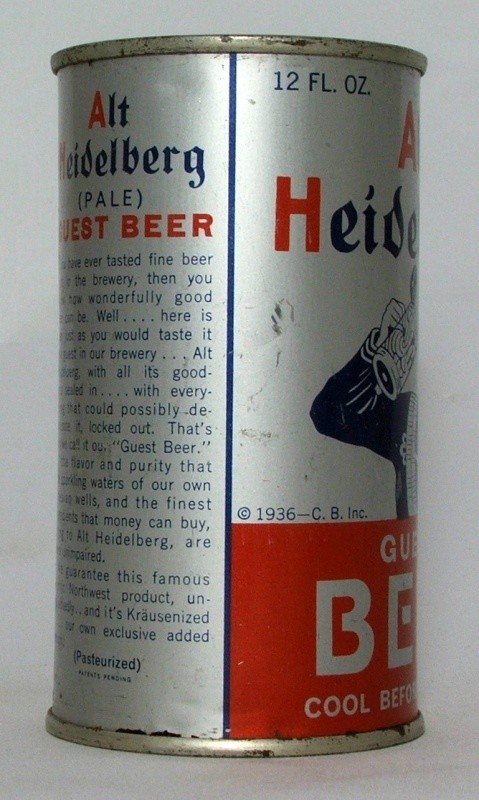 Alt
Heidelberg
(PALE)
GUEST BEER
have ever tasted fine beer
in the brewery, then you
how wonderfully good
can be. Well .... here is
just as you would taste it
guest in our brewery ... Alt
with all its good-
sealed in .... with every-
that could possibly de-
it, locked out. That's
we call it ou. "Guest Beer."
the flavor and purity that
sparkling waters of our own
wells, and the finest
that money can buy,
to Alt Heidelberg, are
unimpaired.
guarantee this famous
Northwest product, un-
and it's Kräusenized
our own exclusive added
(Pasteurized)
PATENTS PENDING
12 FL. OZ.
A
Heide
© 1936—C. B. Inc.
GUE
BE
COOL BEFO